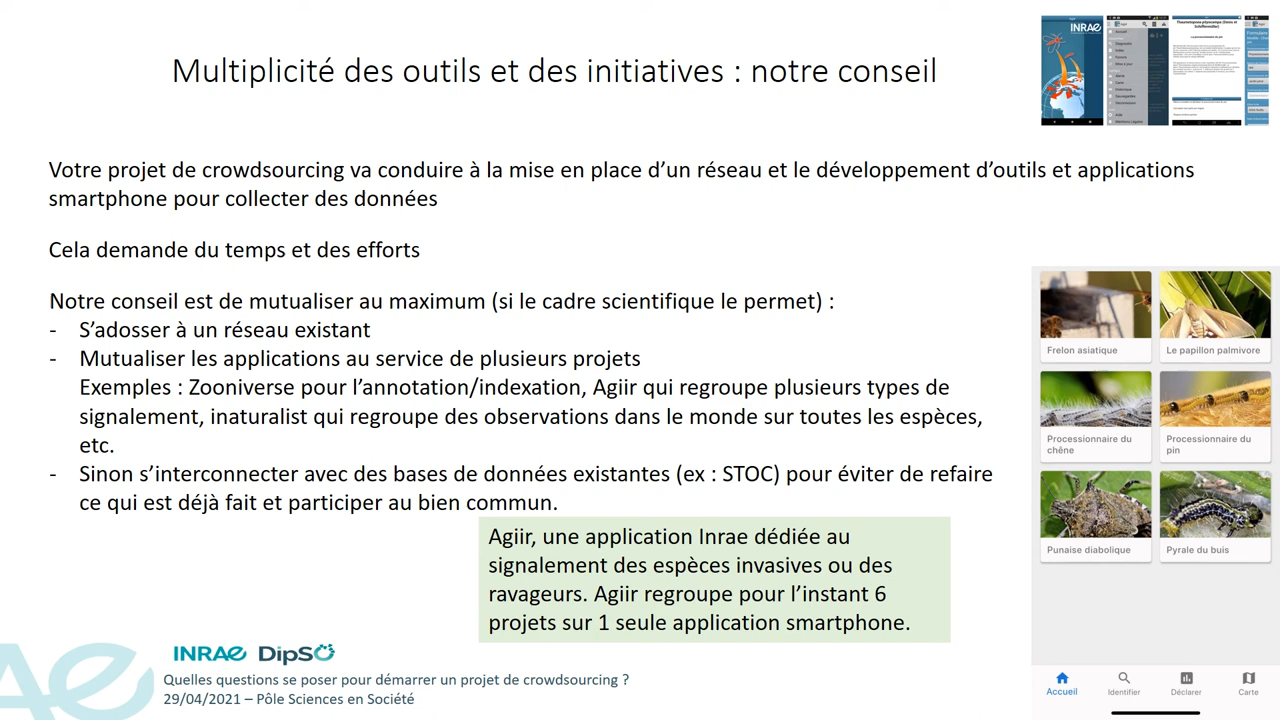 Multiplicité des outils et des initiatives : notre conseil
INRAE
Votre projet de crowdsourcing va conduire à la mise en place d’un réseau et le développement d’outils et applications
smartphone pour collecter des données
Cela demande du temps et des efforts
Notre conseil est de mutualiser au maximum (si le cadre scientifique le permet) :
- S’adosser à un réseau existant
- Mutualiser les applications au service de plusieurs projets
Exemples : Zooniverse pour l’annotation/indexation, Agiir qui regroupe plusieurs types de
signalement, inaturalist qui regroupe des observations dans le monde sur toutes les espèces,
etc.
- Sinon s’interconnecter avec des bases de données existantes (ex : STOC) pour éviter de refaire
ce qui est déjà fait et participer au bien commun.
Agiir, une application Inrae dédiée au
signalement des espèces invasives ou des
ravageurs. Agiir regroupe pour l’instant 6
projets sur 1 seule application smartphone.
Frelon asiatique
Le papillon palmivore
Processionnaire du
chêne
Processionnaire du
pin
Punaise diabolique
Pyrale du buis
Accueil
Identifier
Déclarer
Carte
INRAE DipSO
Quelles questions se poser pour démarrer un projet de crowdsourcing ?
29/04/2021 – Pôle Sciences en Société